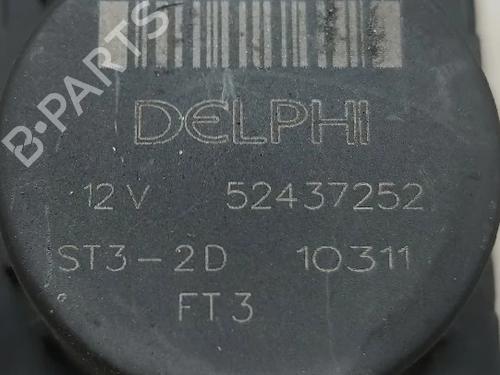 B-PARTS
DELPHI
12 V 52437252
ST3-2D 10311
FT3